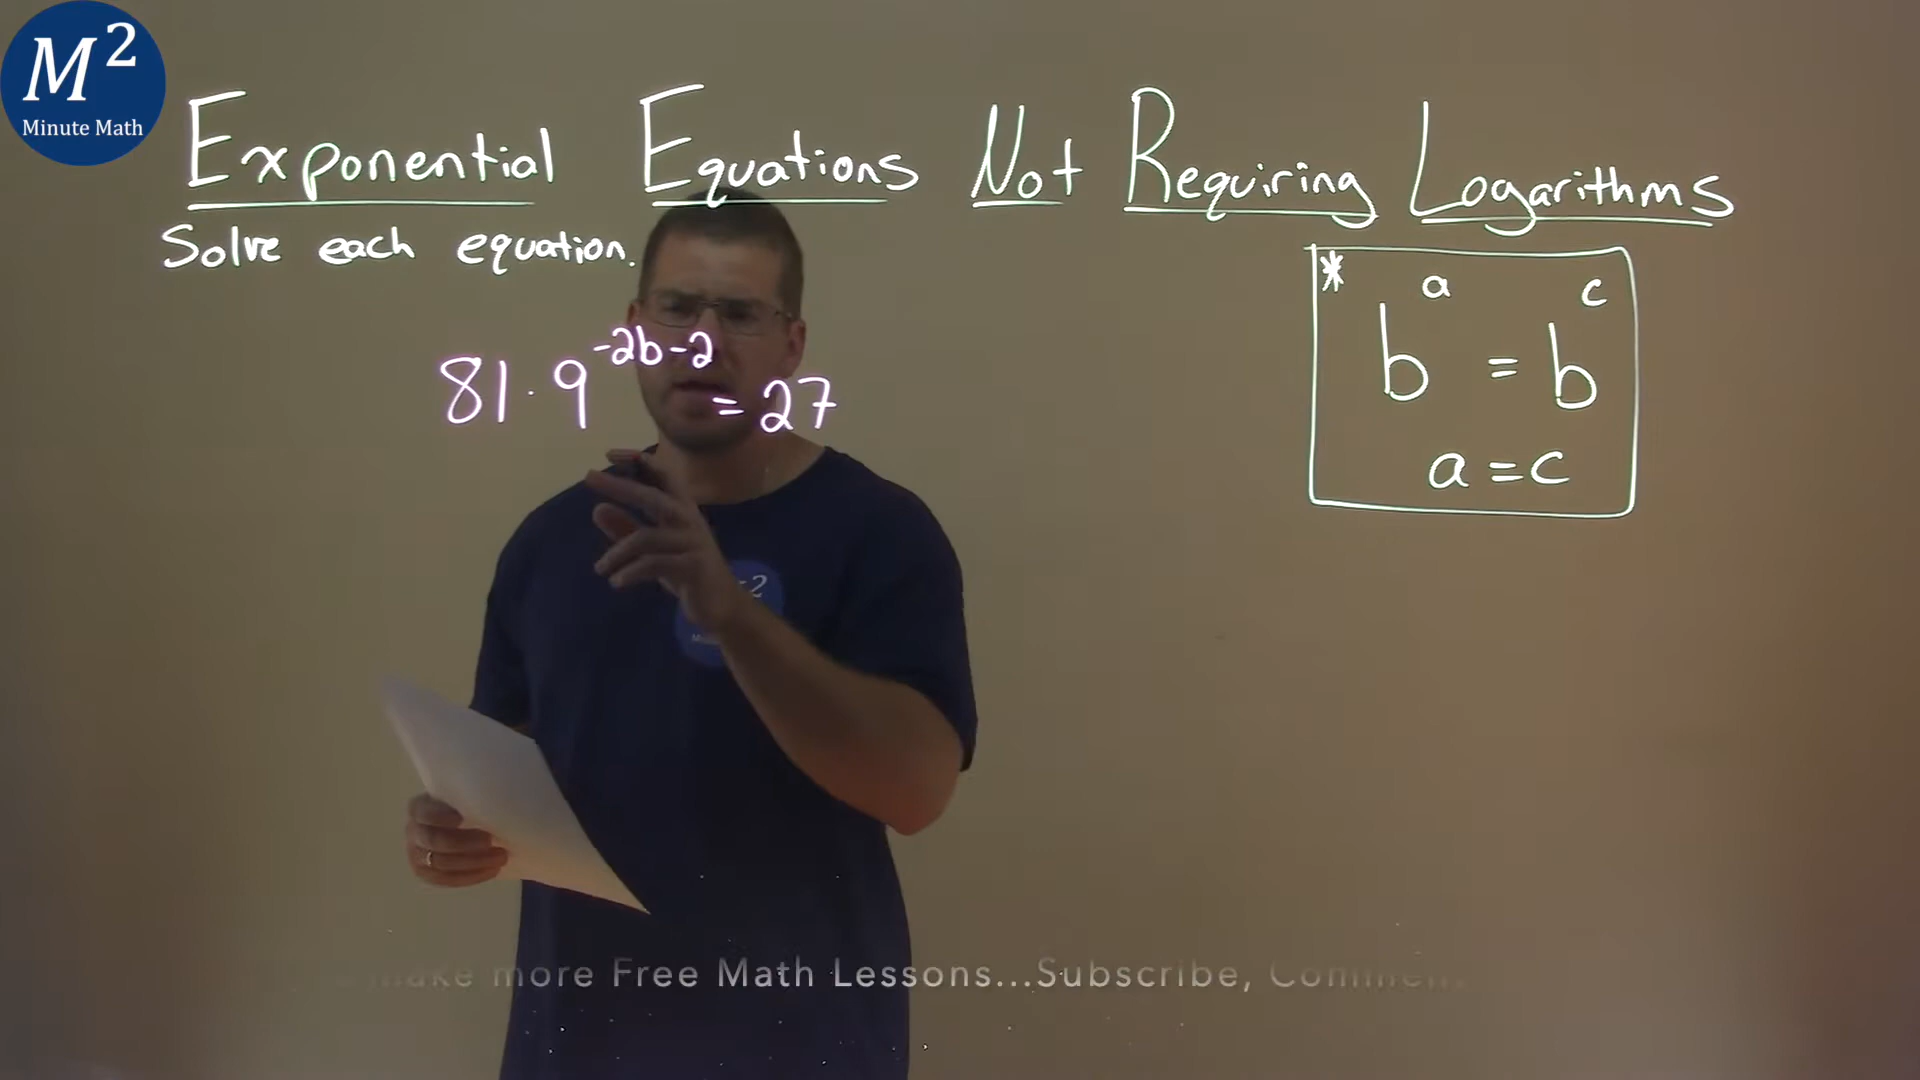 M²
Minute Math
Exponential Equations Not Requiring Logarithms
Solve each equation.
81 · 9^(-2b-2) = 27
* b^a = b^c
a = c
make more Free Math Lessons...Subscribe,